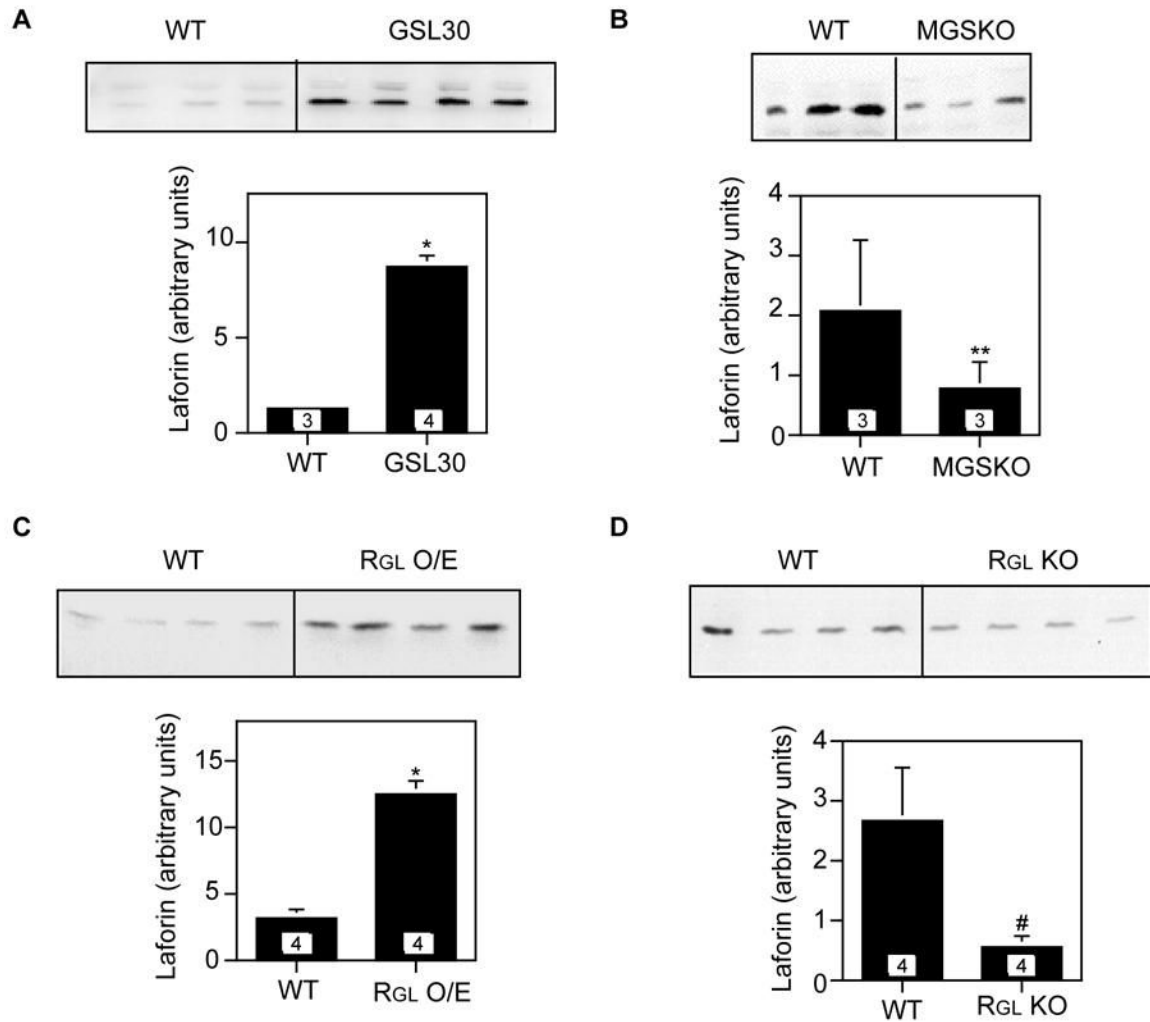 A
WT GSL30
Laforin (arbitrary units)
10
5
0
*
3 4
WT GSL30
B
WT MGSKO
Laforin (arbitrary units)
4
3
2
1
0
**
3 3
WT MGSKO
C
WT RGL O/E
Laforin (arbitrary units)
15
10
5
0
*
4 4
WT RGL O/E
D
WT RGL KO
Laforin (arbitrary units)
4
3
2
1
0
#
4 4
WT RGL KO